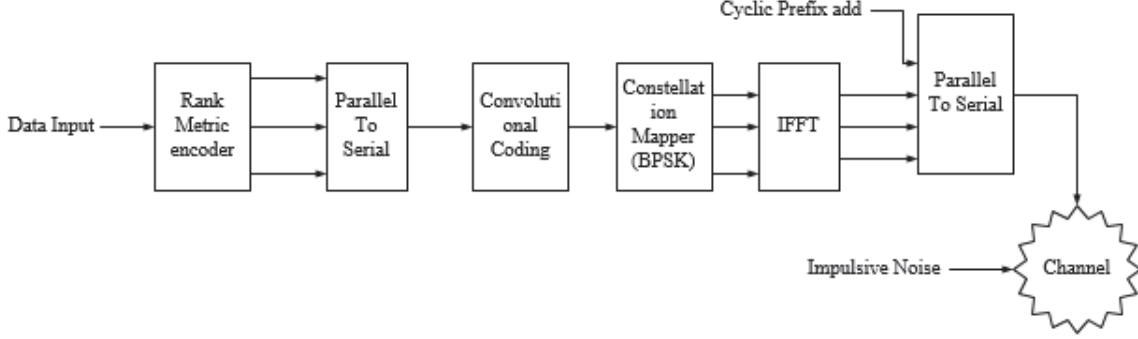 Cyclic Prefix add
Data Input
Rank
Metric
encoder
Parallel
To
Serial
Convoluti
onal
Coding
Constellat
ion
Mapper
(BPSK)
IFFT
Parallel
To Serial
Impulsive Noise
Channel